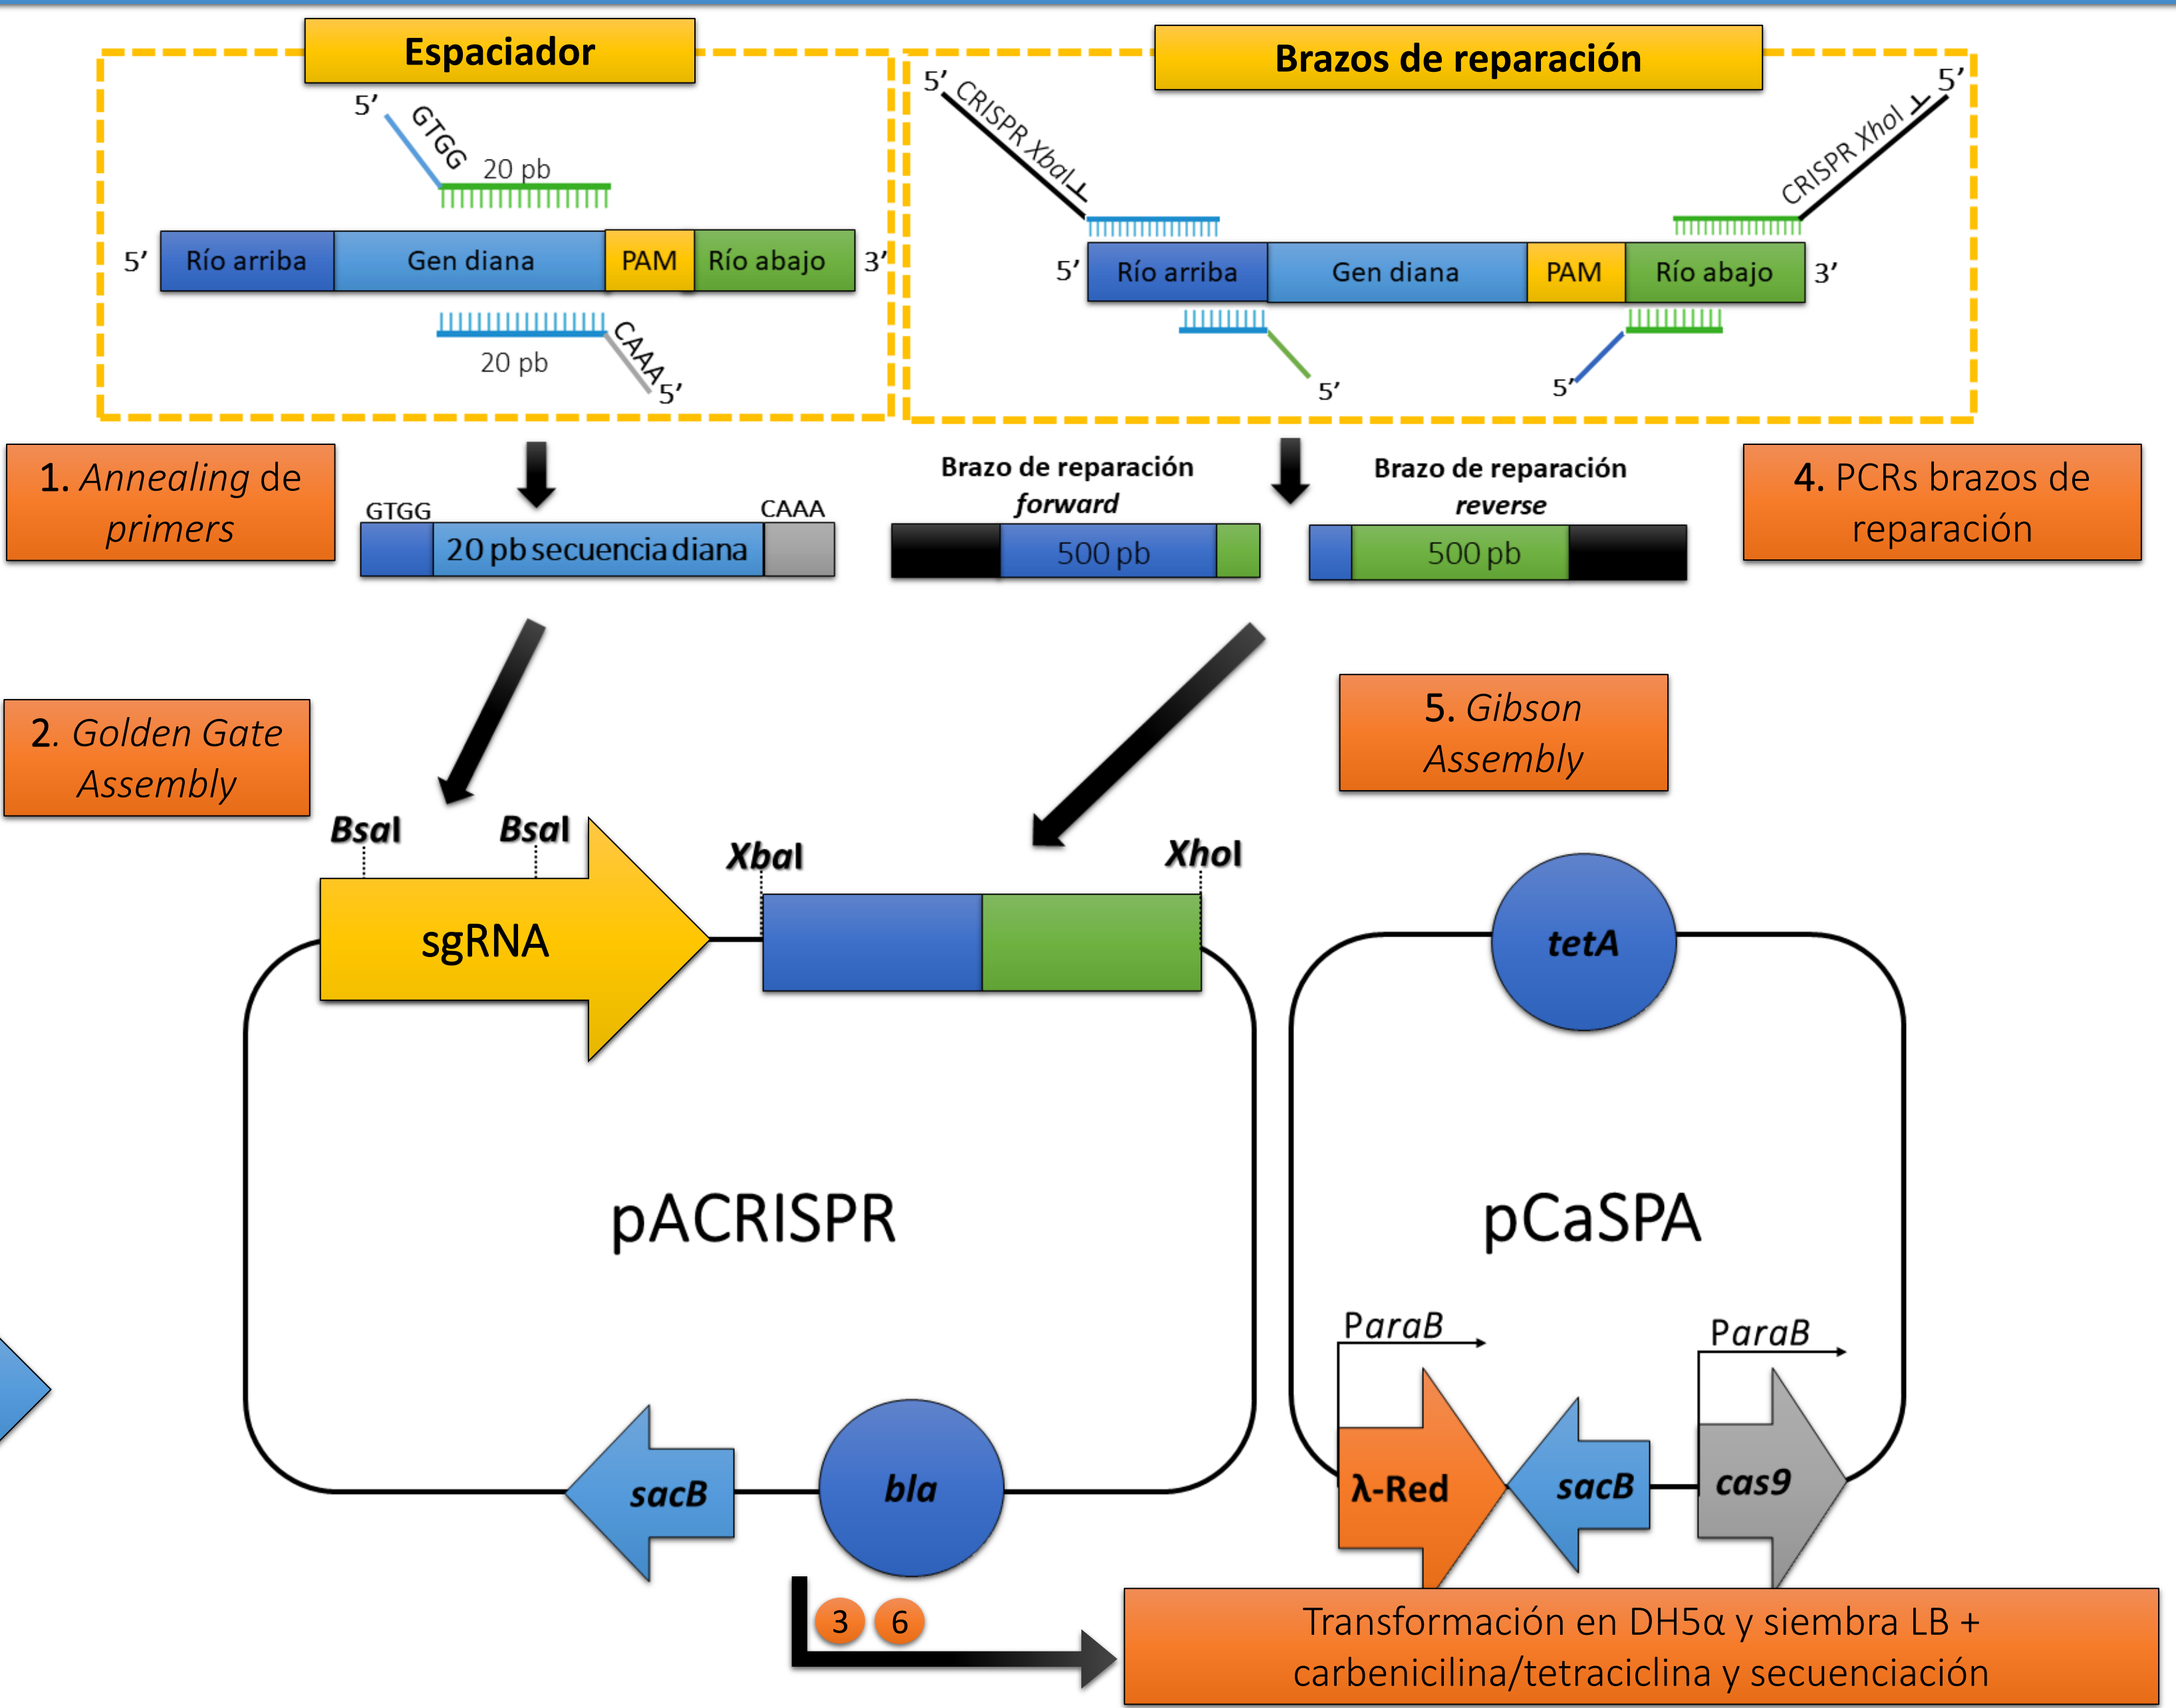 Espaciador
5’
GTGG
20 pb
5’
Río arriba
Gen diana
PAM
Río abajo
3’
20 pb
CAAA
5’
Brazos de reparación
5’
CRISPR XbaI
CRISPR XhoI
5’
5’
Río arriba
Gen diana
PAM
Río abajo
3’
5’
5’
1. Annealing de
primers
GTGG
CAAA
20 pb secuencia diana
Brazo de reparación
forward
500 pb
Brazo de reparación
reverse
500 pb
4. PCRs brazos de
reparación
2. Golden Gate
Assembly
5. Gibson
Assembly
BsaI
BsaI
sgRNA
XbaI
XhoI
pACRISPR
sacB
bla
tetA
pCaSPA
ParaB
ParaB
λ-Red
sacB
cas9
3
6
Transformación en DH5α y siembra LB +
carbenicilina/tetraciclina y secuenciación